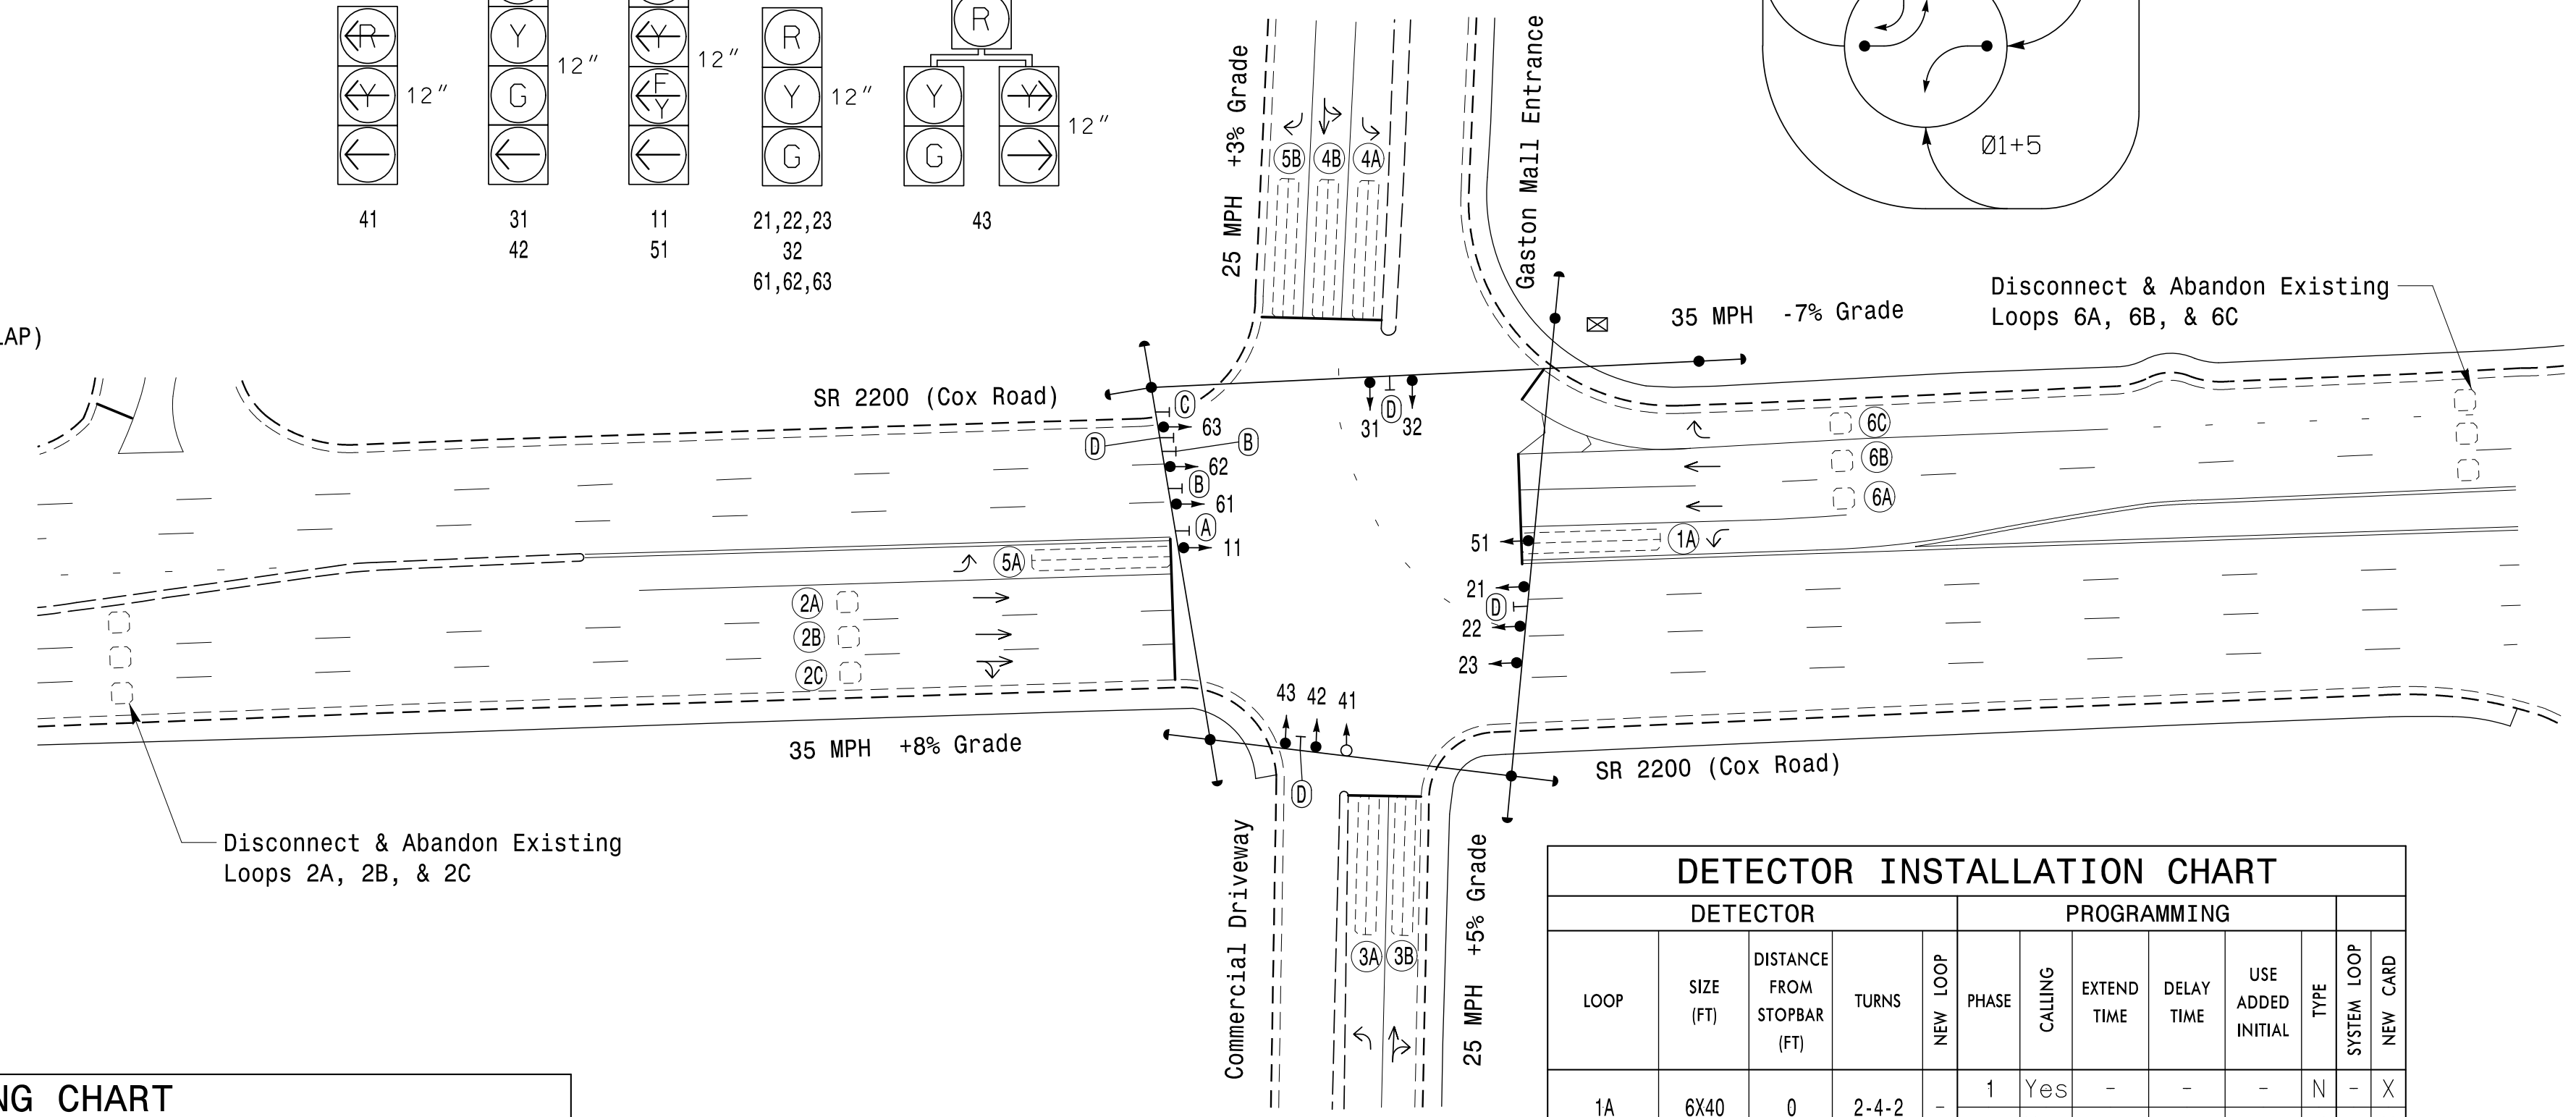 R
Y
12"
41
Y
G
12"
31
42
Y
F
Y
12"
11
51
R
Y
G
12"
21,22,23
32
61,62,63
R
Y
Y
G
12"
43
Ø1+5
25 MPH +3% Grade
5B
4B
4A
Gaston Mall Entrance
35 MPH -7% Grade
Disconnect & Abandon Existing
Loops 6A, 6B, & 6C
LAP)
SR 2200 (Cox Road)
C
63
D
B
62
B
61
A
11
31
D
32
6C
6B
6A
51
1A
21
D
22
23
5A
2A
2B
2C
43 42 41
D
35 MPH +8% Grade
SR 2200 (Cox Road)
Disconnect & Abandon Existing
Loops 2A, 2B, & 2C
Commercial Driveway
3A
3B
25 MPH +5% Grade
NG CHART
DETECTOR INSTALLATION CHART
DETECTOR
PROGRAMMING
LOOP
SIZE
(FT)
DISTANCE
FROM
STOPBAR
(FT)
TURNS
NEW LOOP
PHASE
CALLING
EXTEND
TIME
DELAY
TIME
USE
ADDED
INITIAL
TYPE
SYSTEM LOOP
NEW CARD
1A 6X40 0 2-4-2 -
1 Yes - - - N - X